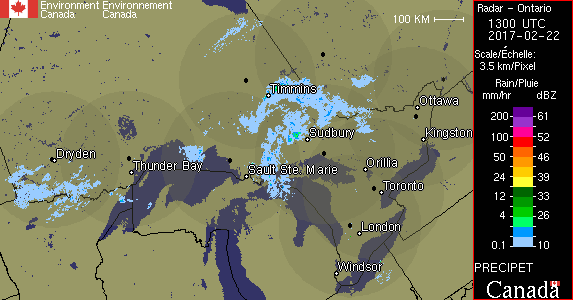 Environment Environnement
Canada Canada
100 KM
Timmins
Ottawa
Sudbury
Kingston
Dryden
Thunder Bay
Sault Ste. Marie
Orillia
Toronto
London
Windsor
Radar - Ontario
1300 UTC
2017-02-22
Scale/Échelle:
3.5 km/Pixel
Rain/Pluie
mm/hr dBZ
200 61
100 52
50 46
24 39
12 33
4 26
0.1 10
PRECIPET
Canada